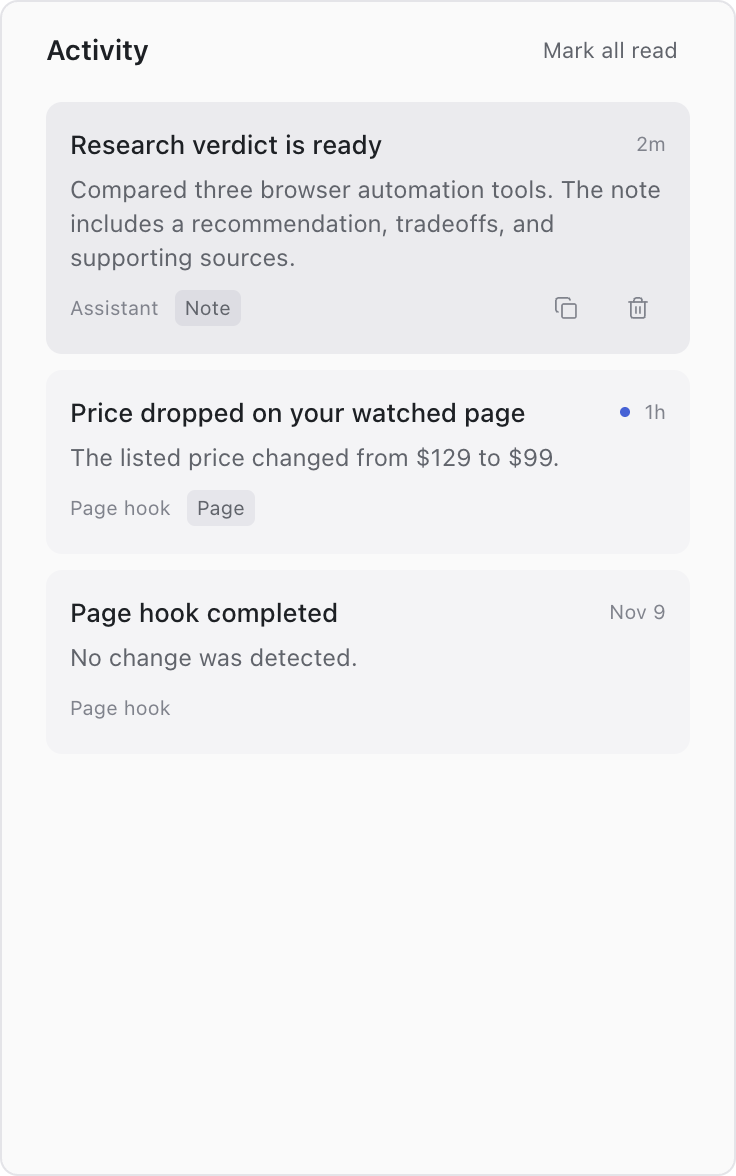 Activity
Mark all read
Research verdict is ready
2m
Compared three browser automation tools. The note
includes a recommendation, tradeoffs, and
supporting sources.
Assistant
Note
Price dropped on your watched page
1h
The listed price changed from $129 to $99.
Page hook
Page
Page hook completed
Nov 9
No change was detected.
Page hook